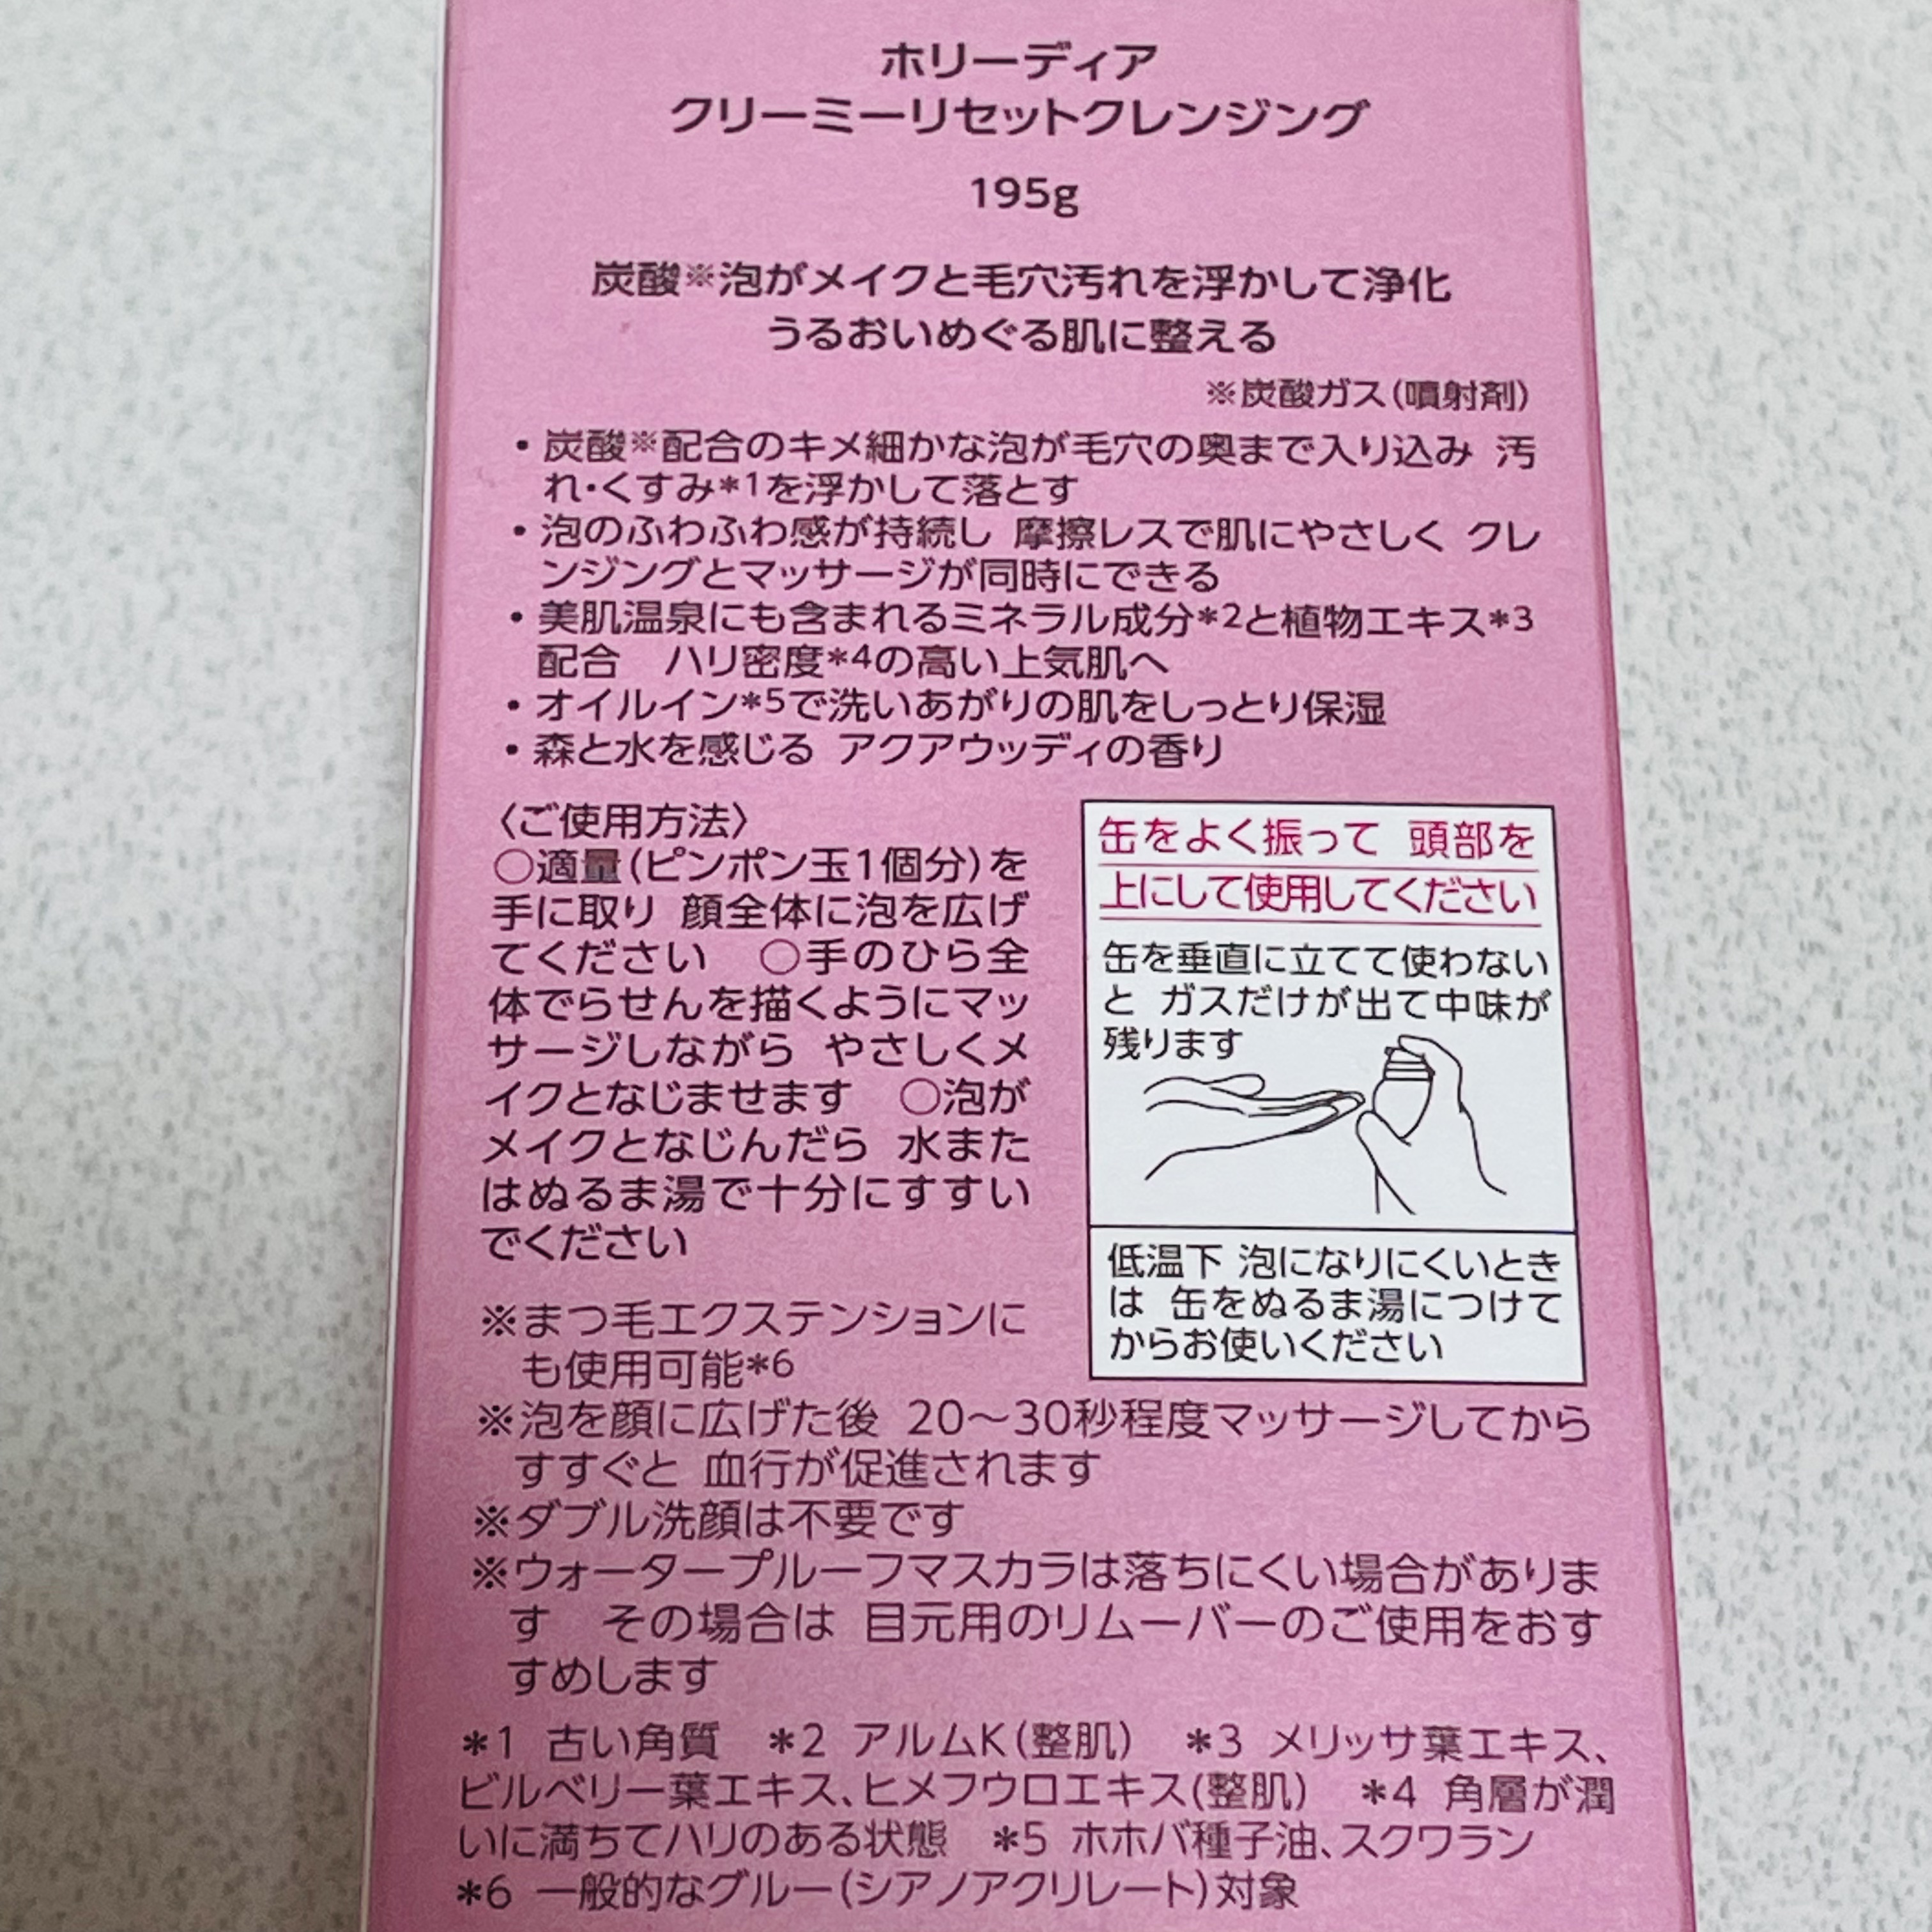 ホリーディア
クリーミーリセットクレンジング
195g
炭酸※泡がメイクと毛穴汚れを浮かして浄化
うるおいめぐる肌に整える
※炭酸ガス(噴射剤)
・炭酸※配合のキメ細かな泡が毛穴の奥まで入り込み 汚
れ・くすみ*1を浮かして落とす
・泡のふわふわ感が持続し 摩擦レスで肌にやさしく クレ
ンジングとマッサージが同時にできる
・美肌温泉にも含まれるミネラル成分*2と植物エキス*3
配合　ハリ密度*4の高い上気肌へ
・オイルイン*5で洗いあがりの肌をしっとり保湿
・森と水を感じる アクアウッディの香り
〈ご使用方法〉
○適量(ピンポン玉1個分)を
手に取り 顔全体に泡を広げ
てください　○手のひら全
体でらせんを描くようにマッ
サージしながら やさしくメ
イクとなじませます　○泡が
メイクとなじんだら 水また
はぬるま湯で十分にすすい
でください
缶をよく振って 頭部を
上にして使用してください
缶を垂直に立てて使わない
と ガスだけが出て中味が
残ります
低温下 泡になりにくいとき
は 缶をぬるま湯につけて
からお使いください
※まつ毛エクステンションに
も使用可能*6
※泡を顔に広げた後 20〜30秒程度マッサージしてから
すすぐと 血行が促進されます
※ダブル洗顔は不要です
※ウォータープルーフマスカラは落ちにくい場合がありま
す　その場合は 目元用のリムーバーのご使用をおす
すめします
*1 古い角質　*2 アルムK(整肌)　*3 メリッサ葉エキス、
ビルベリー葉エキス、ヒメフウロエキス(整肌)　*4 角層が潤
いに満ちてハリのある状態　*5 ホホバ種子油、スクワラン
*6 一般的なグルー(シアノアクリレート)対象